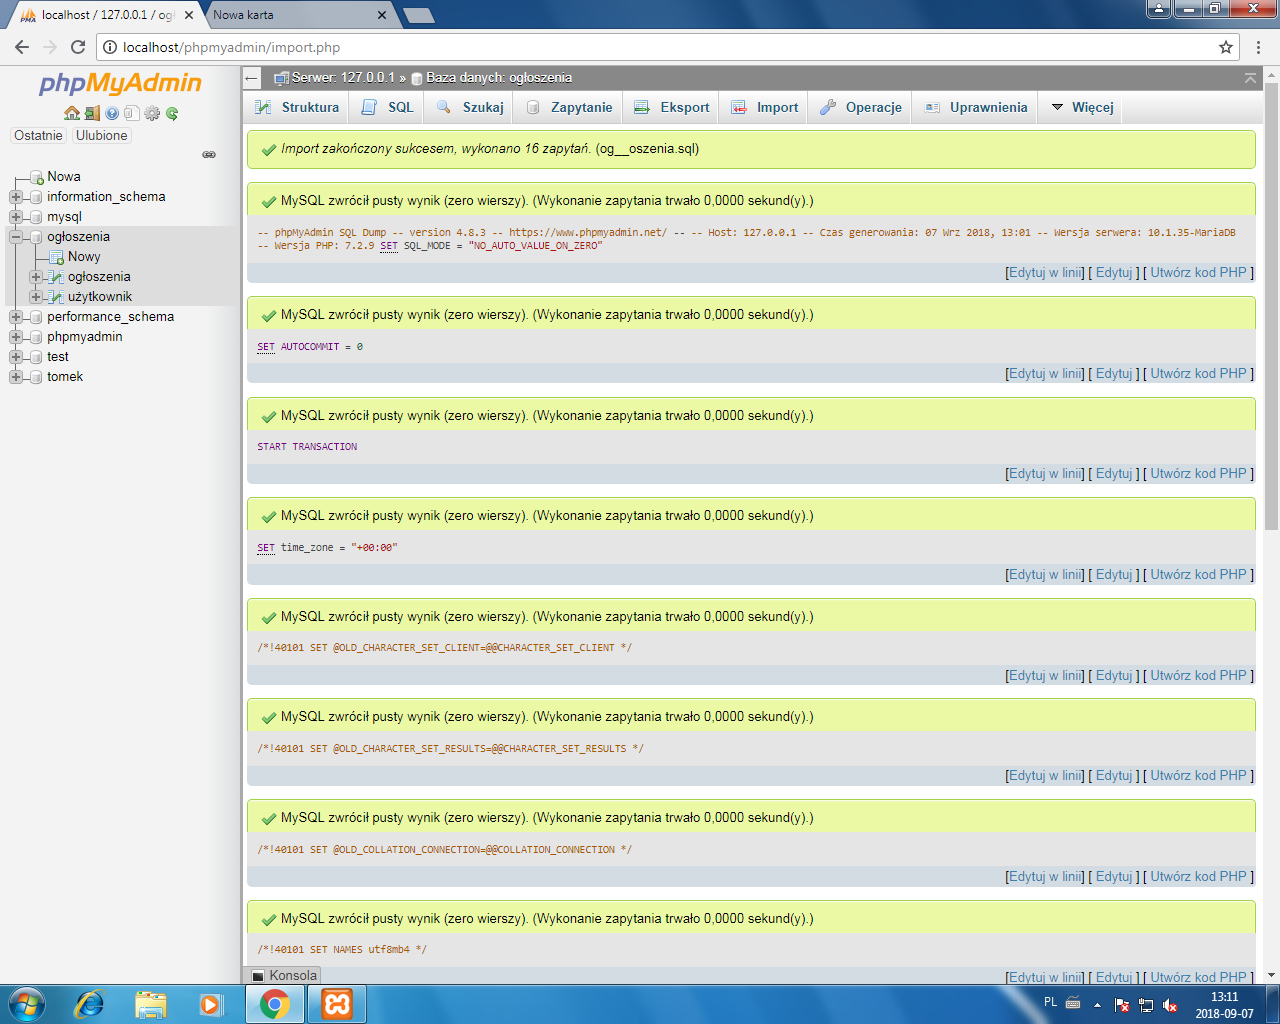 localhost / 127.0.0.1 / ogł
Nowa karta
localhost/phpmyadmin/import.php
phpMyAdmin
Ostatnie Ulubione
Nowa
information_schema
mysql
ogłoszenia
Nowy
ogłoszenia
użytkownik
performance_schema
phpmyadmin
test
tomek
Serwer: 127.0.0.1 » Baza danych: ogłoszenia
Struktura SQL Szukaj Zapytanie Eksport Import Operacje Uprawnienia Więcej
Import zakończony sukcesem, wykonano 16 zapytań. (og__oszenia.sql)
MySQL zwrócił pusty wynik (zero wierszy). (Wykonanie zapytania trwało 0,0000 sekund(y).)
-- phpMyAdmin SQL Dump -- version 4.8.3 -- https://www.phpmyadmin.net/ -- -- Host: 127.0.0.1 -- Czas generowania: 07 Wrz 2018, 13:01 -- Wersja serwera: 10.1.35-MariaDB
-- Wersja PHP: 7.2.9 SET SQL_MODE = "NO_AUTO_VALUE_ON_ZERO"
[Edytuj w linii] [ Edytuj ] [ Utwórz kod PHP ]
MySQL zwrócił pusty wynik (zero wierszy). (Wykonanie zapytania trwało 0,0000 sekund(y).)
SET AUTOCOMMIT = 0
[Edytuj w linii] [ Edytuj ] [ Utwórz kod PHP ]
MySQL zwrócił pusty wynik (zero wierszy). (Wykonanie zapytania trwało 0,0000 sekund(y).)
START TRANSACTION
[Edytuj w linii] [ Edytuj ] [ Utwórz kod PHP ]
MySQL zwrócił pusty wynik (zero wierszy). (Wykonanie zapytania trwało 0,0000 sekund(y).)
SET time_zone = "+00:00"
[Edytuj w linii] [ Edytuj ] [ Utwórz kod PHP ]
MySQL zwrócił pusty wynik (zero wierszy). (Wykonanie zapytania trwało 0,0000 sekund(y).)
/*!40101 SET @OLD_CHARACTER_SET_CLIENT=@@CHARACTER_SET_CLIENT */
[Edytuj w linii] [ Edytuj ] [ Utwórz kod PHP ]
MySQL zwrócił pusty wynik (zero wierszy). (Wykonanie zapytania trwało 0,0000 sekund(y).)
/*!40101 SET @OLD_CHARACTER_SET_RESULTS=@@CHARACTER_SET_RESULTS */
[Edytuj w linii] [ Edytuj ] [ Utwórz kod PHP ]
MySQL zwrócił pusty wynik (zero wierszy). (Wykonanie zapytania trwało 0,0000 sekund(y).)
/*!40101 SET @OLD_COLLATION_CONNECTION=@@COLLATION_CONNECTION */
[Edytuj w linii] [ Edytuj ] [ Utwórz kod PHP ]
MySQL zwrócił pusty wynik (zero wierszy). (Wykonanie zapytania trwało 0,0000 sekund(y).)
/*!40101 SET NAMES utf8mb4 */
[Edytuj w linii] [ Edytuj ] [ Utwórz kod PHP ]
Konsola
PL
13:11
2018-09-07